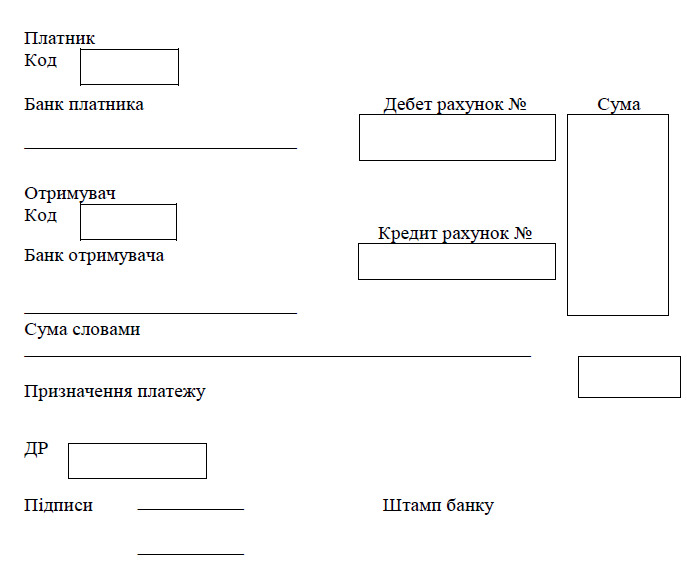 Платник
Код
Банк платника Дебет рахунок № Сума
Отримувач
Код
Кредит рахунок №
Банк отримувача
Сума словами
Призначення платежу
ДР
Підписи Штамп банку